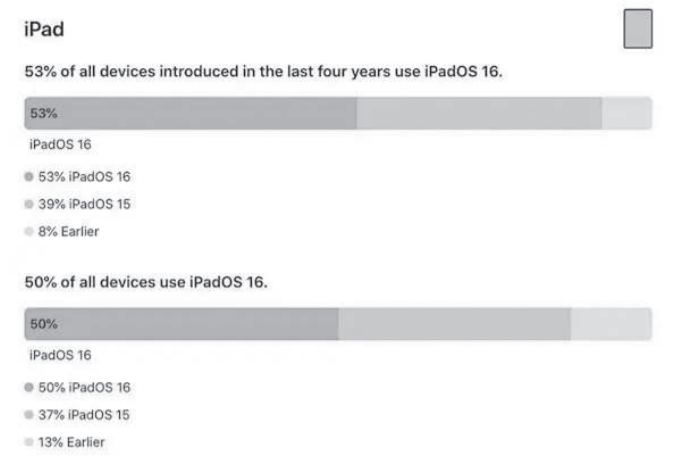 iPad
53% of all devices introduced in the last four years use iPadOS 16.
53%
iPadOS 16
53% iPadOS 16
39% iPadOS 15
8% Earlier
50% of all devices use iPadOS 16.
50%
iPadOS 16
50% iPadOS 16
37% iPadOS 15
13% Earlier